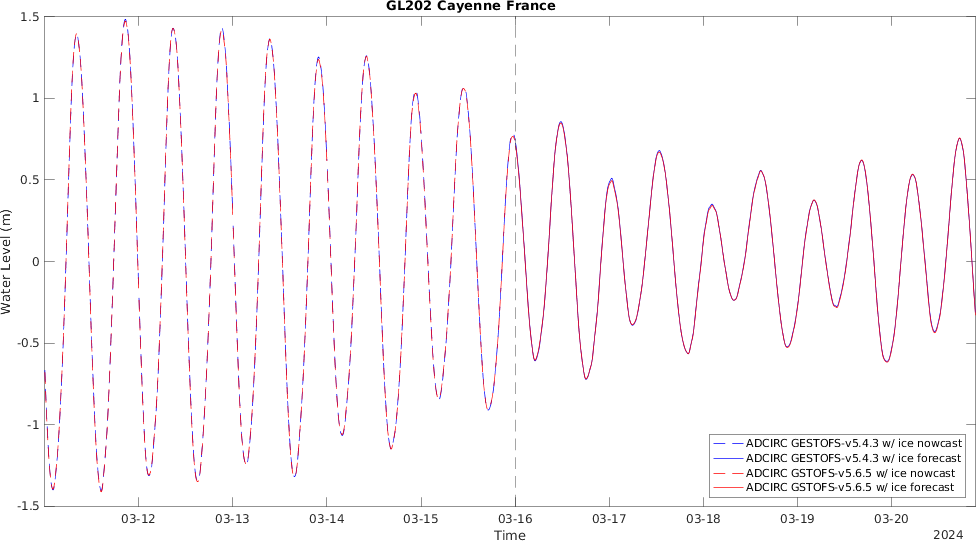 GL202 Cayenne France
1.5
1
0.5
0
-0.5
-1
-1.5
Water Level (m)
ADCIRC GESTOFS-v5.4.3 w/ ice nowcast
ADCIRC GESTOFS-v5.4.3 w/ ice forecast
ADCIRC GSTOFS-v5.6.5 w/ ice nowcast
ADCIRC GSTOFS-v5.6.5 w/ ice forecast
03-12 03-13 03-14 03-15 03-16 03-17 03-18 03-19 03-20
Time
2024